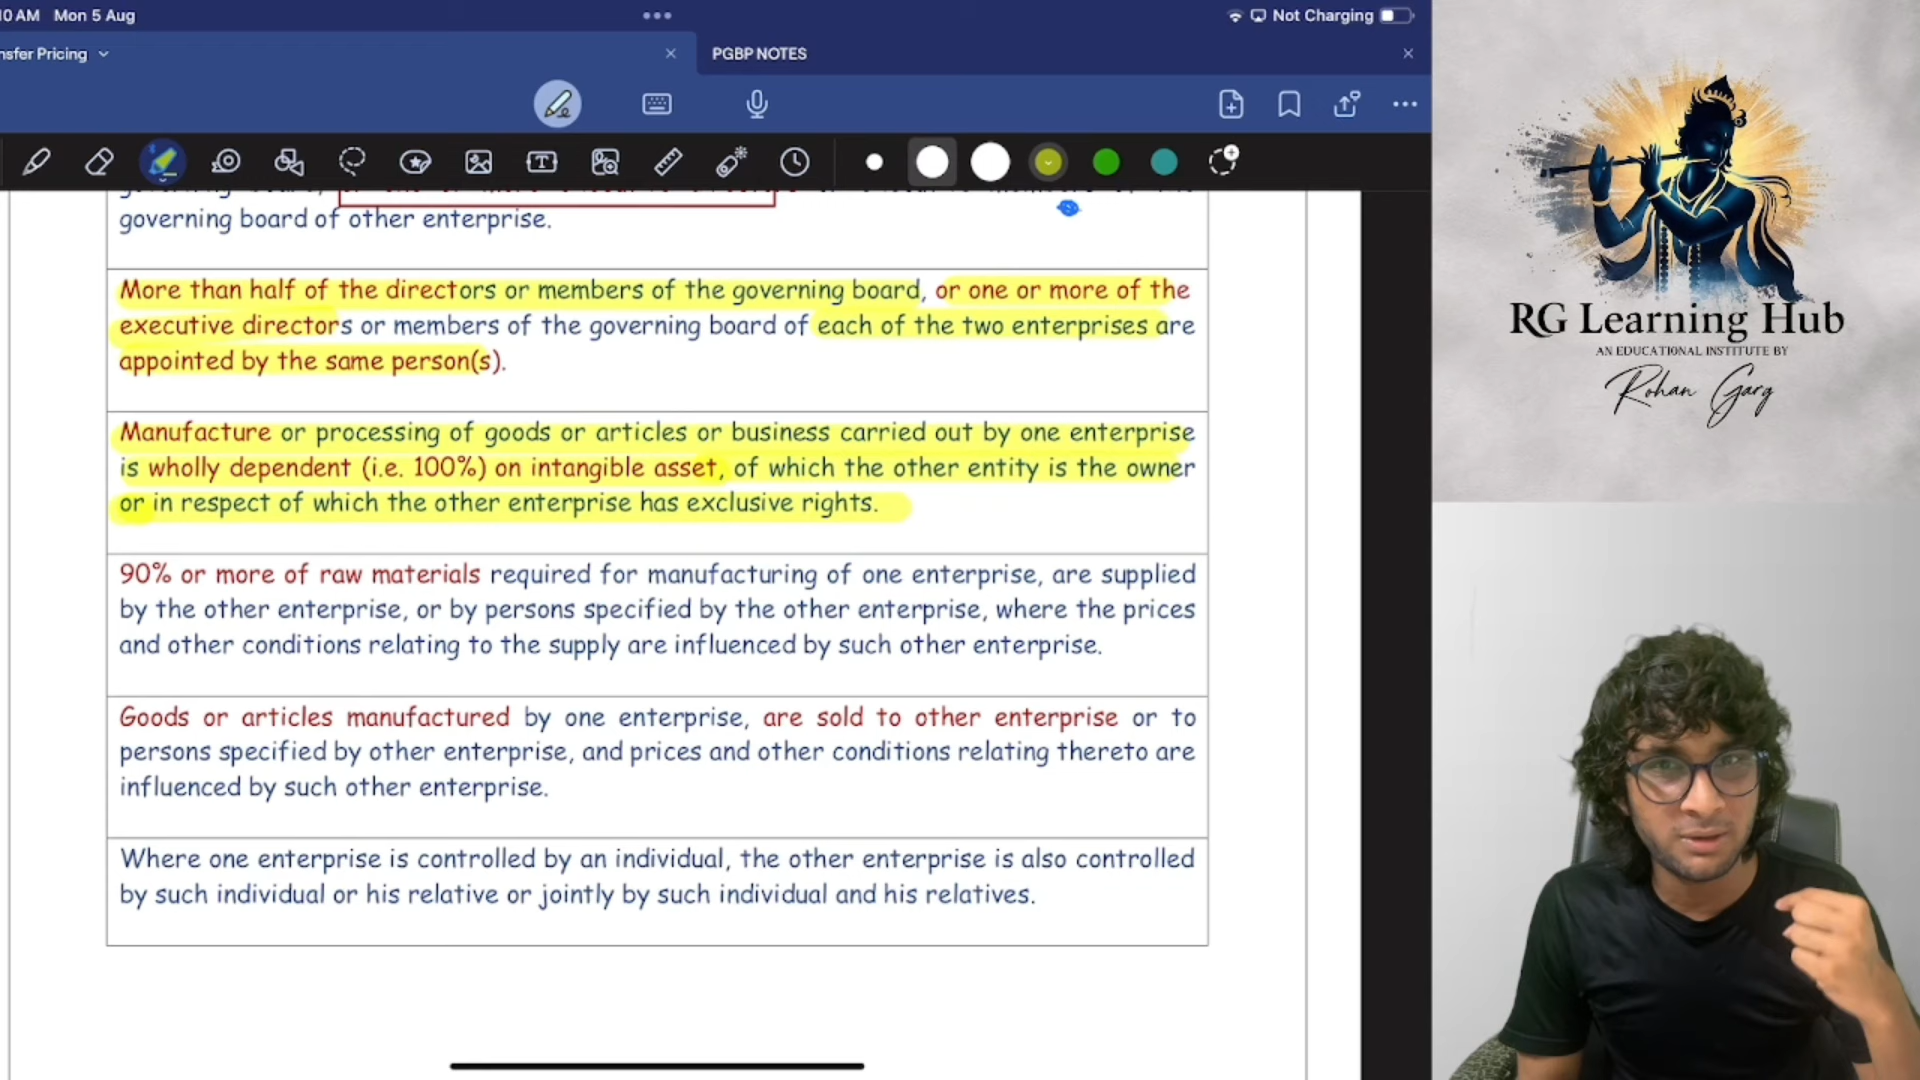 10 AM Mon 5 Aug
Not Charging
nsfer Pricing
PGBP NOTES
governing board of other enterprise.
More than half of the directors or members of the governing board, or one or more of the
executive directors or members of the governing board of each of the two enterprises are
appointed by the same person(s).
Manufacture or processing of goods or articles or business carried out by one enterprise
is wholly dependent (i.e. 100%) on intangible asset, of which the other entity is the owner
or in respect of which the other enterprise has exclusive rights.
90% or more of raw materials required for manufacturing of one enterprise, are supplied
by the other enterprise, or by persons specified by the other enterprise, where the prices
and other conditions relating to the supply are influenced by such other enterprise.
Goods or articles manufactured by one enterprise, are sold to other enterprise or to
persons specified by other enterprise, and prices and other conditions relating thereto are
influenced by such other enterprise.
Where one enterprise is controlled by an individual, the other enterprise is also controlled
by such individual or his relative or jointly by such individual and his relatives.
RG Learning Hub
AN EDUCATIONAL INSTITUTE BY
Rohan Garg